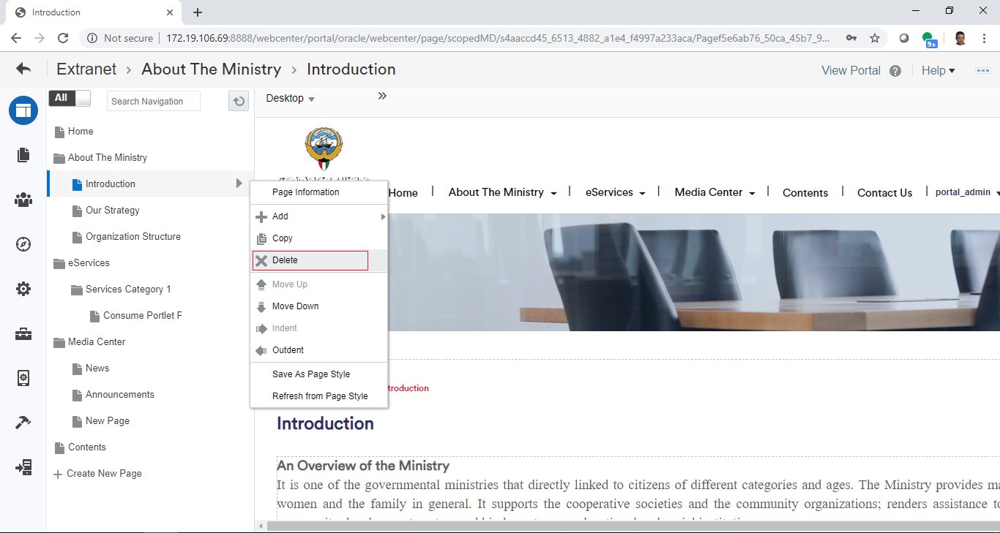 Introduction
Not secure
172.19.106.69:8888/webcenter/portal/oracle/webcenter/page/scopedMD/s4aaccd45_6513_4882_a1e4_f4997a233aca/Pagef5e6ab76_50ca_45b7_9...
9+
Extranet > About The Ministry > Introduction
View Portal
Help
All
Search Navigation
Desktop
Home
About The Ministry
Introduction
Our Strategy
Organization Structure
eServices
Services Category 1
Consume Portlet P
Media Center
News
Announcements
New Page
Contents
Create New Page
Page Information
Add
Copy
Delete
Move Up
Move Down
Indent
Outdent
Save As Page Style
Refresh from Page Style
Home | About The Ministry | eServices | Media Center | Contents | Contact Us | portal_admin
troduction
Introduction
An Overview of the Ministry
It is one of the governmental ministries that directly linked to citizens of different categories and ages. The Ministry provides
women and the family in general. It supports the cooperative societies and the community organizations; renders assistance